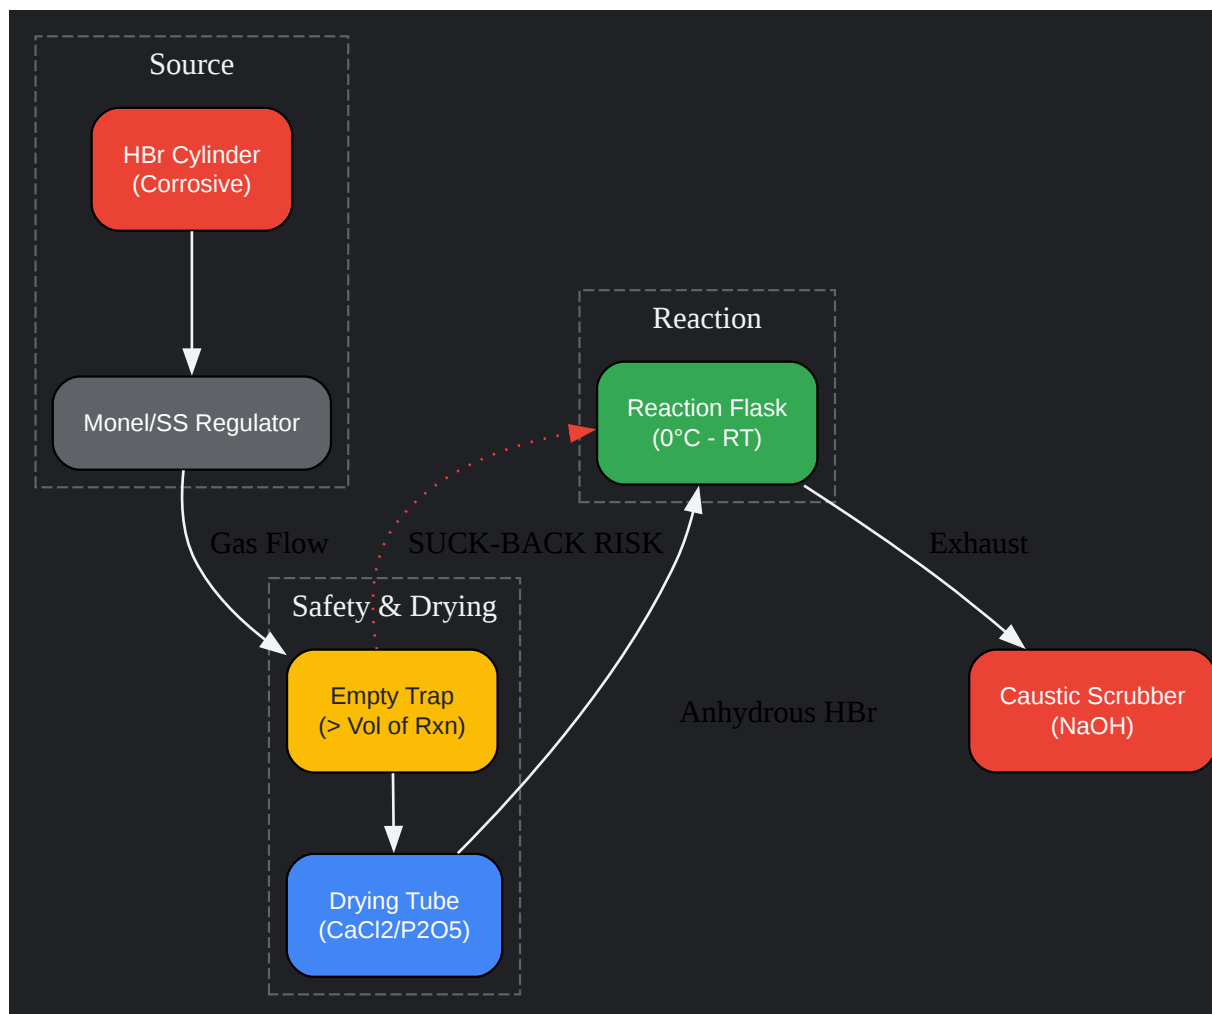 Source
HBr Cylinder
(Corrosive)
Monel/SS Regulator
Reaction
Reaction Flask
(0°C - RT)
Gas Flow
SUCK-BACK RISK
Exhaust
Safety & Drying
Empty Trap
(> Vol of Rxn)
Anhydrous HBr
Caustic Scrubber
(NaOH)
Drying Tube
(CaCl2/P2O5)